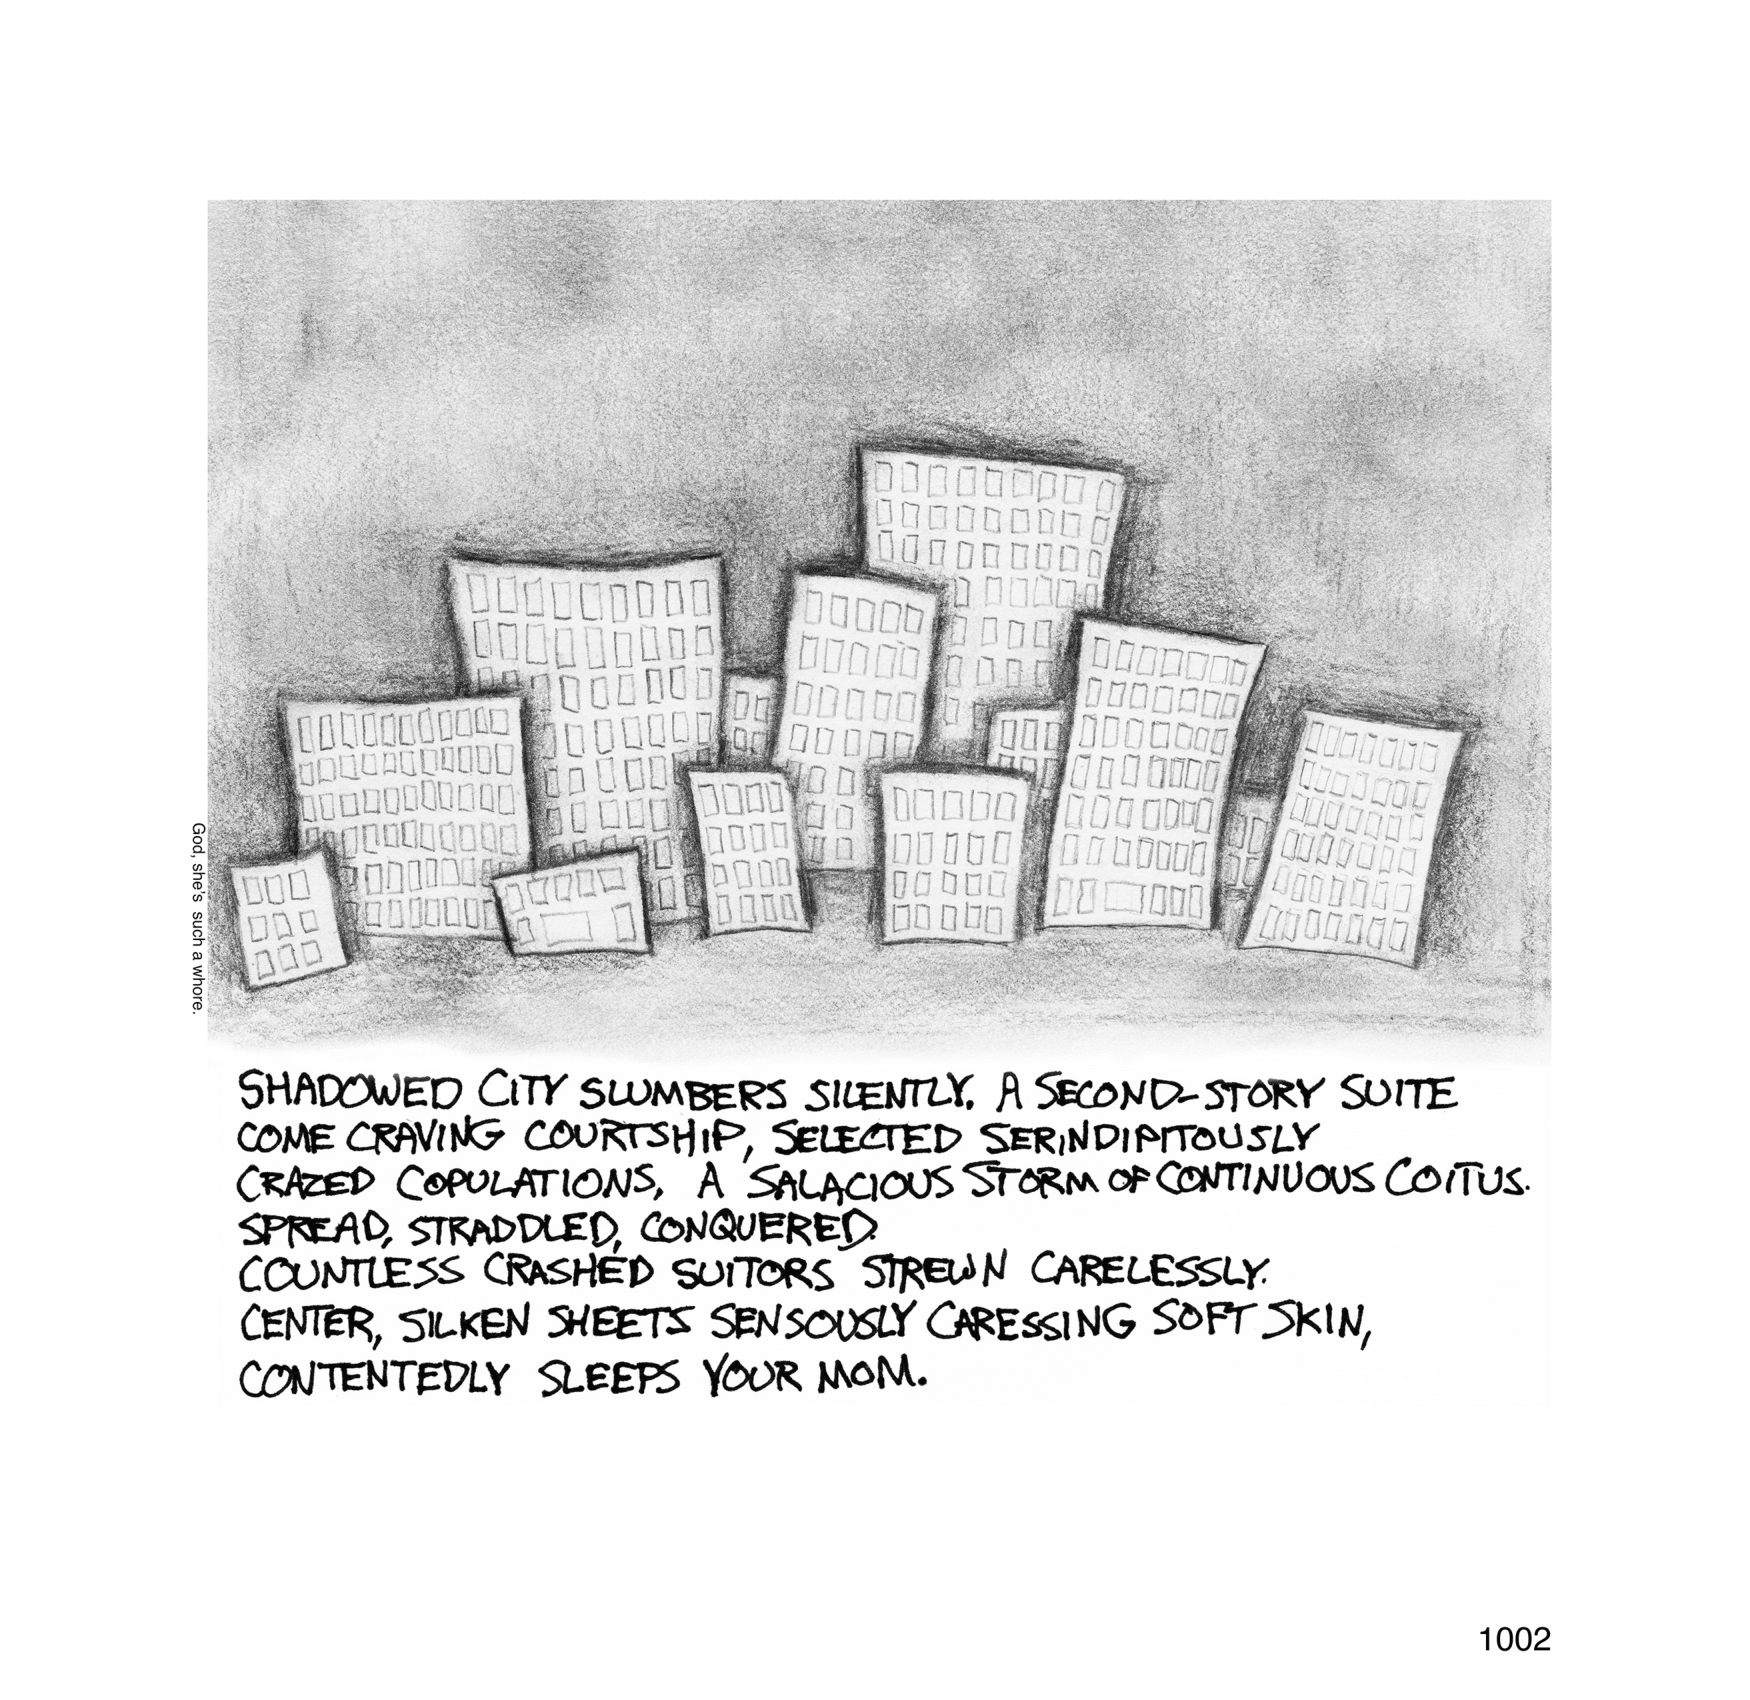 God, she's such a whore.
SHADOWED CITY SLUMBERS SILENTLY. A SECOND-STORY SUITE
COME CRAVING COURTSHIP, SELECTED SERINDIPITOUSLY
CRAZED COPULATIONS, A SALACIOUS STORM OF CONTINUOUS COITUS.
SPREAD, STRADDLED, CONQUERED.
COUNTLESS CRASHED SUITORS STREWN CARELESSLY.
CENTER, SILKEN SHEETS SENSOUSLY CARESSING SOFT SKIN,
CONTENTEDLY SLEEPS YOUR MOM.
1002